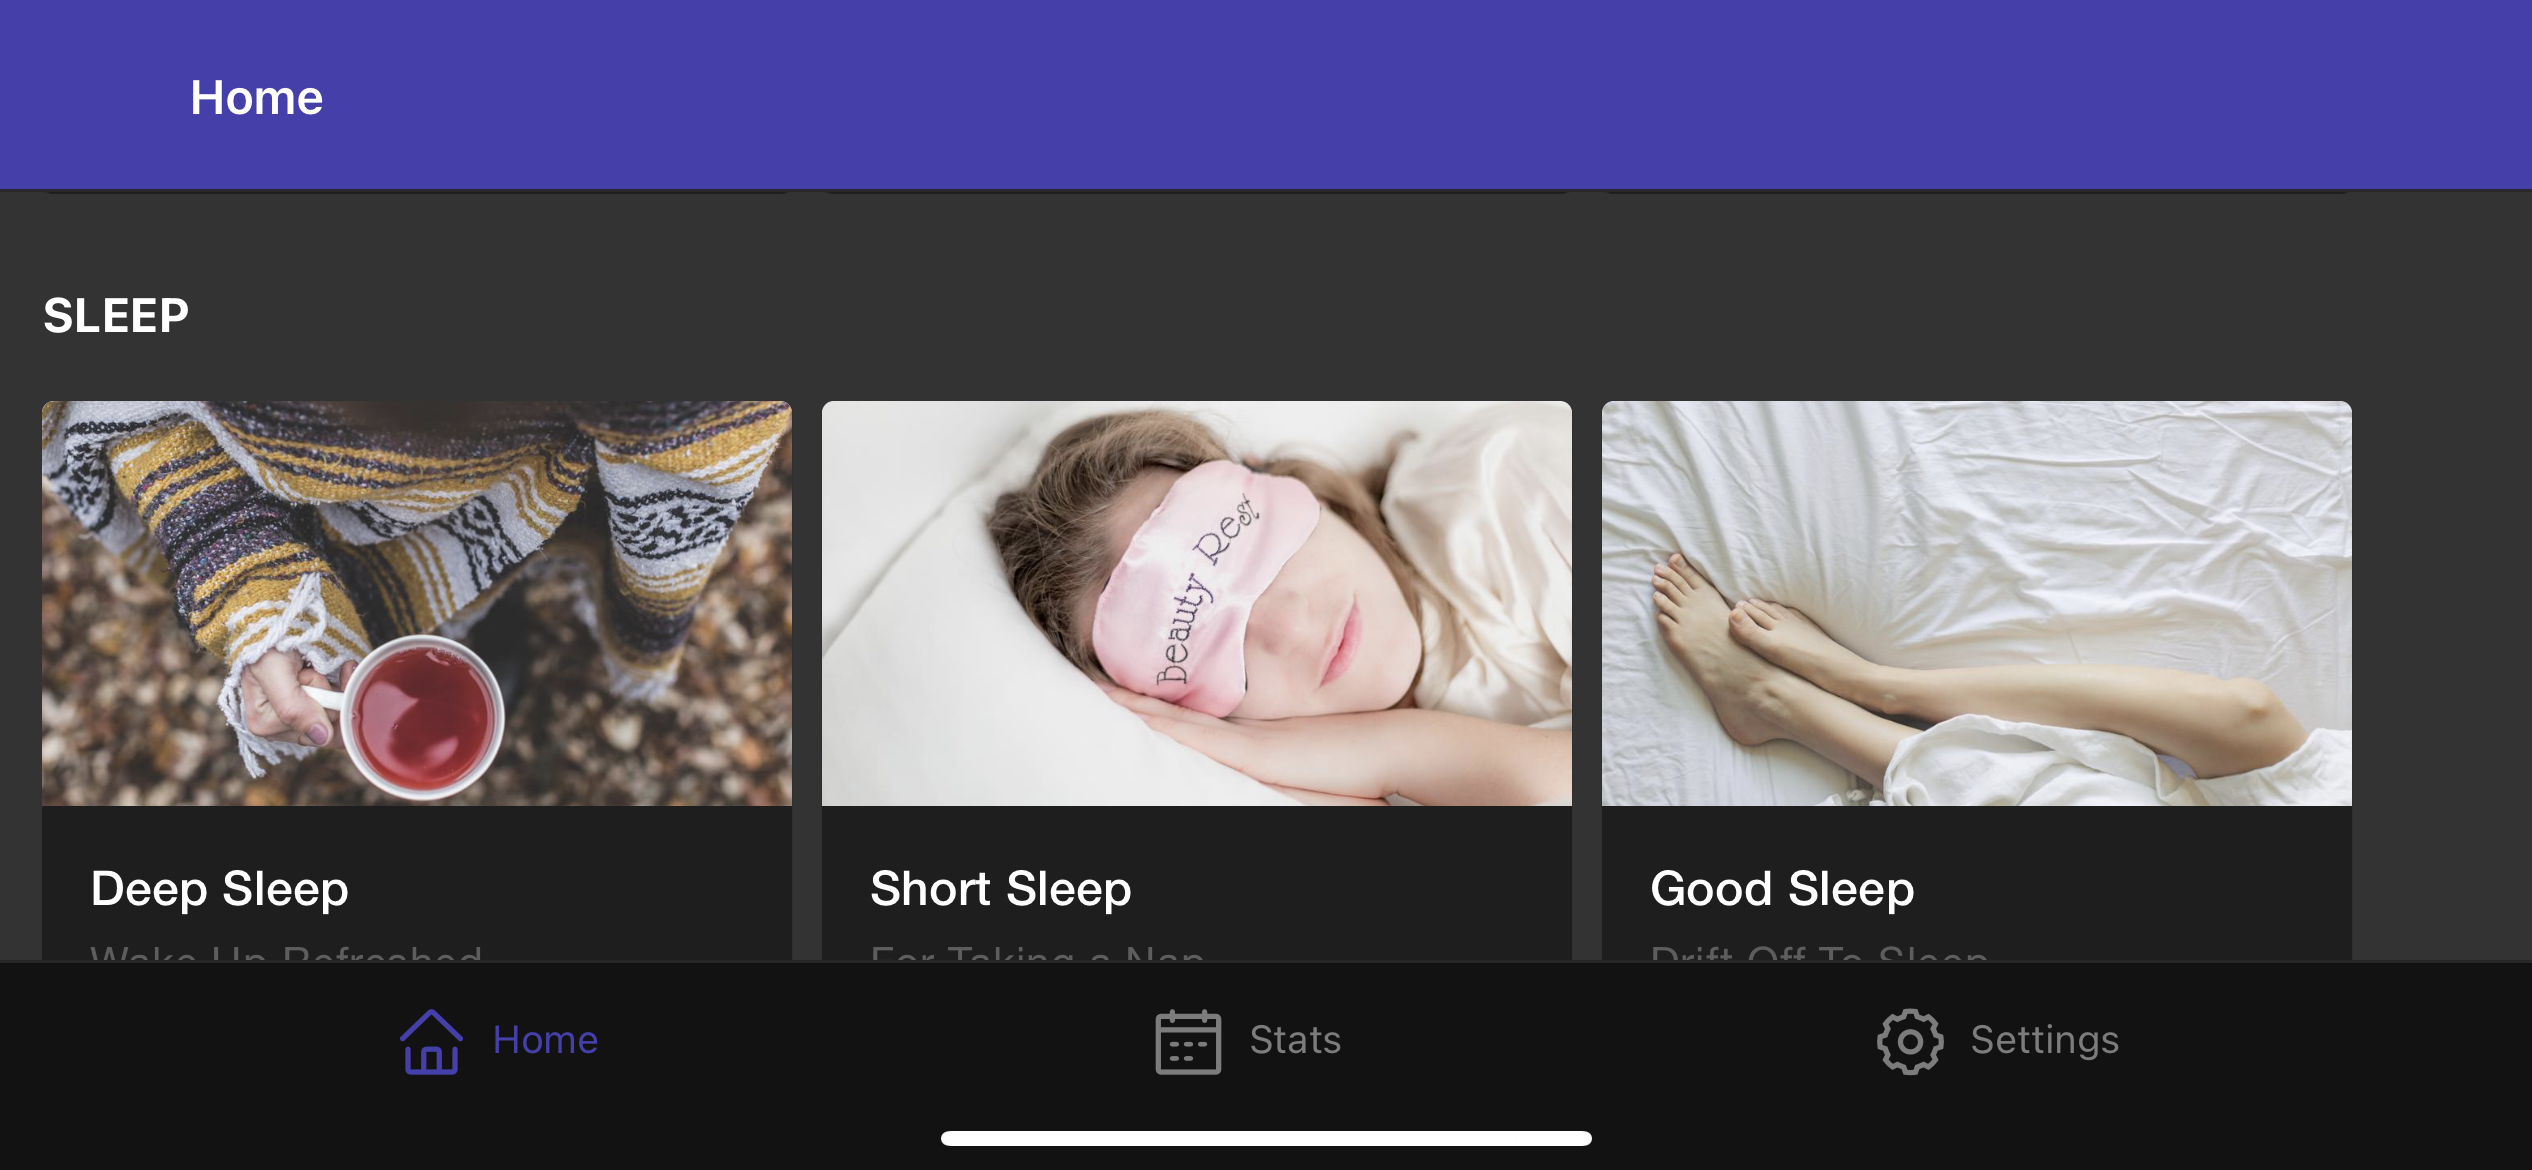 Home
SLEEP
Beauty Rest
Deep Sleep
Short Sleep
Good Sleep
Wake Up Refreshed
For Taking a Nap
Drift Off To Sleep
Home
Stats
Settings